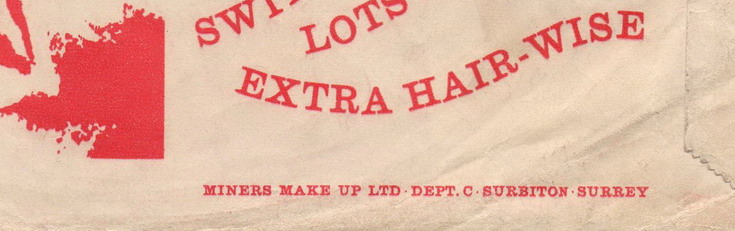 LOTS
EXTRA HAIR-WISE
MINERS MAKE UP LTD · DEPT. C · SURBITON · SURREY